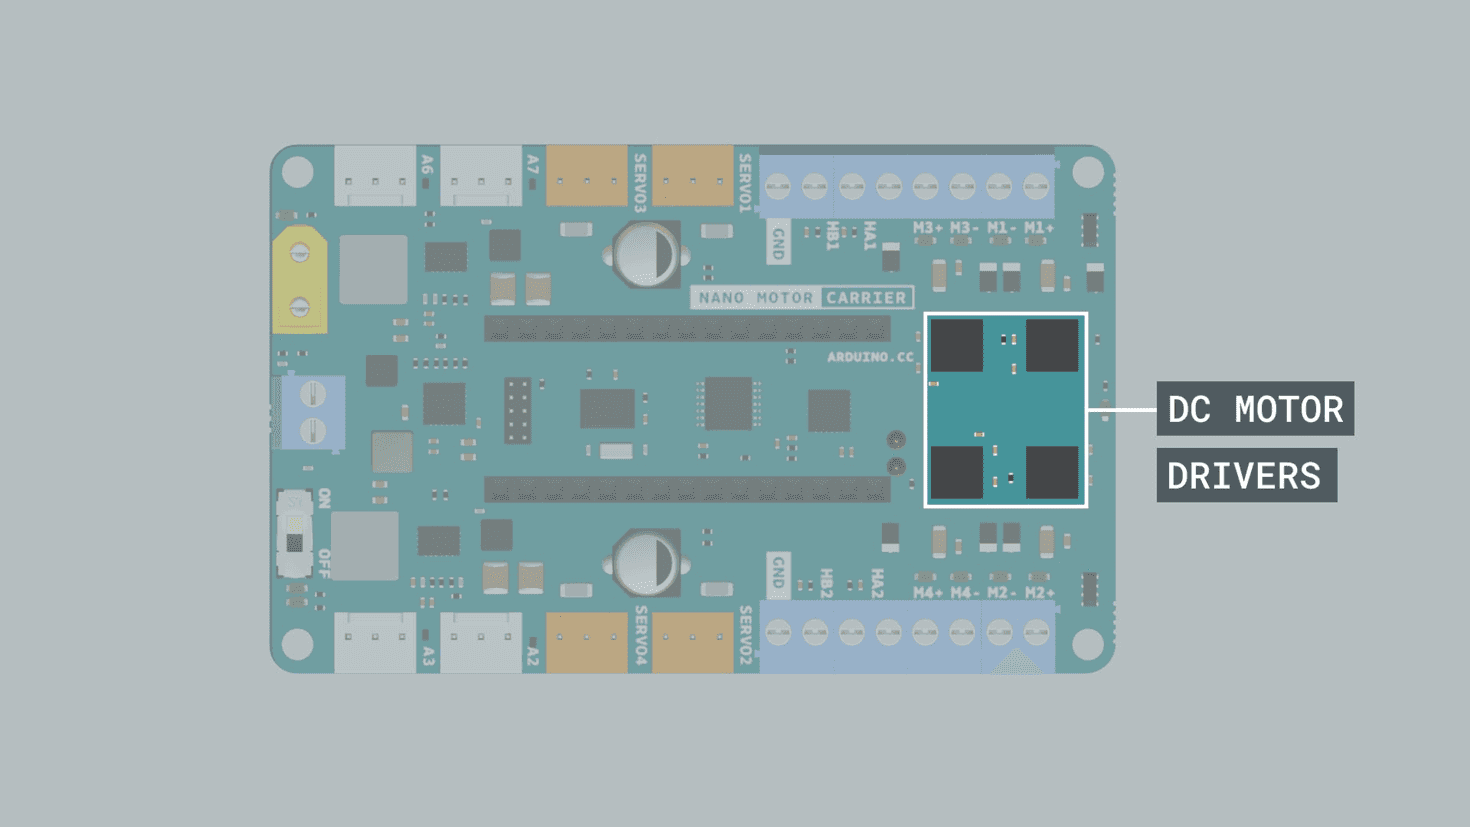 A6
A7
SERVO3
SERVO1
GND
HB1
HA1
M3+ M3- M1- M1+
NANO MOTOR CARRIER
ARDUINO.CC
DC MOTOR
DRIVERS
ON
OFF
GND
HB2
HA2
M4+ M4- M2- M2+
A3
A2
SERVO4
SERVO2